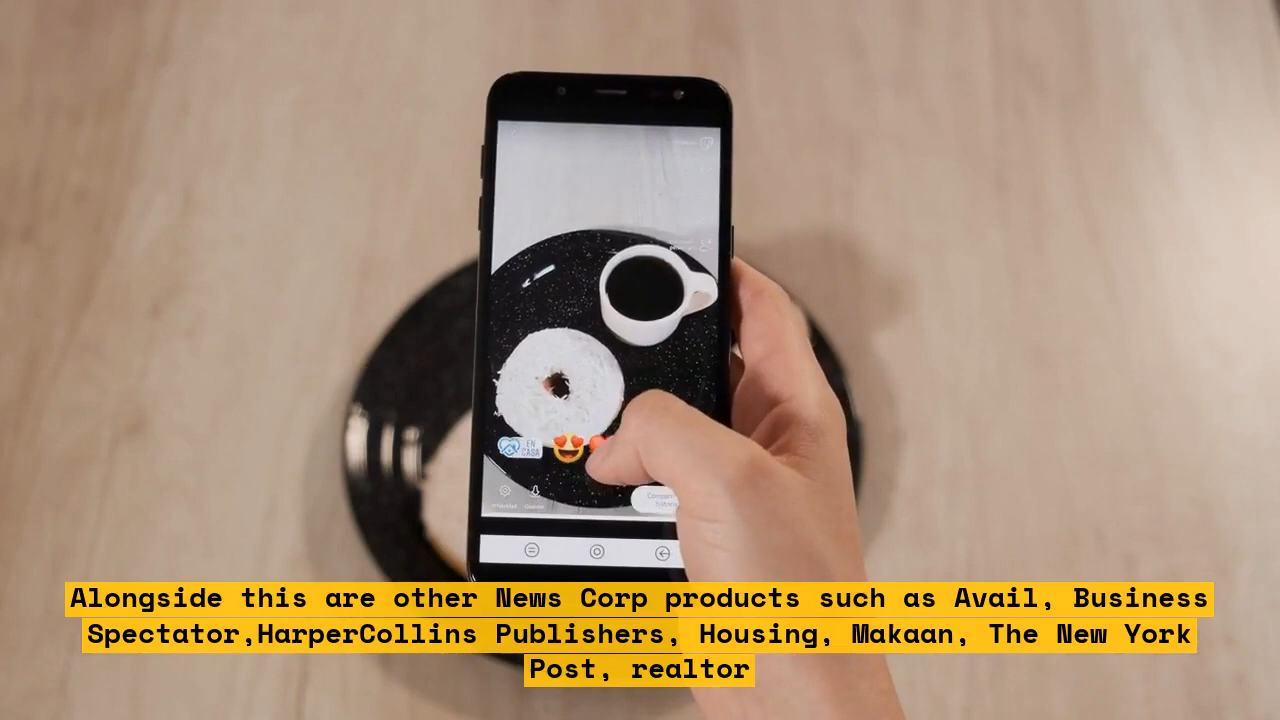 EN
CASA
Alongside this are other News Corp products such as Avail, Business
Spectator,HarperCollins Publishers, Housing, Makaan, The New York
Post, realtor